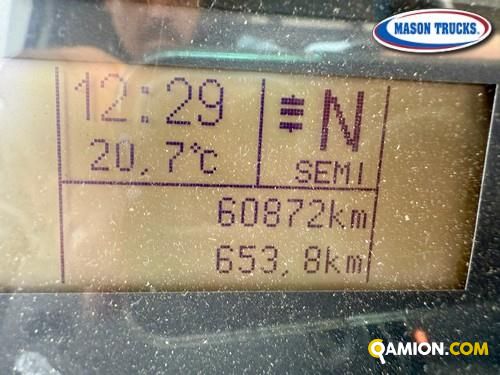 MASON TRUCKS.
12:29
N
20,7°C
SEMI
60872km
653,8km
QAMION.COM